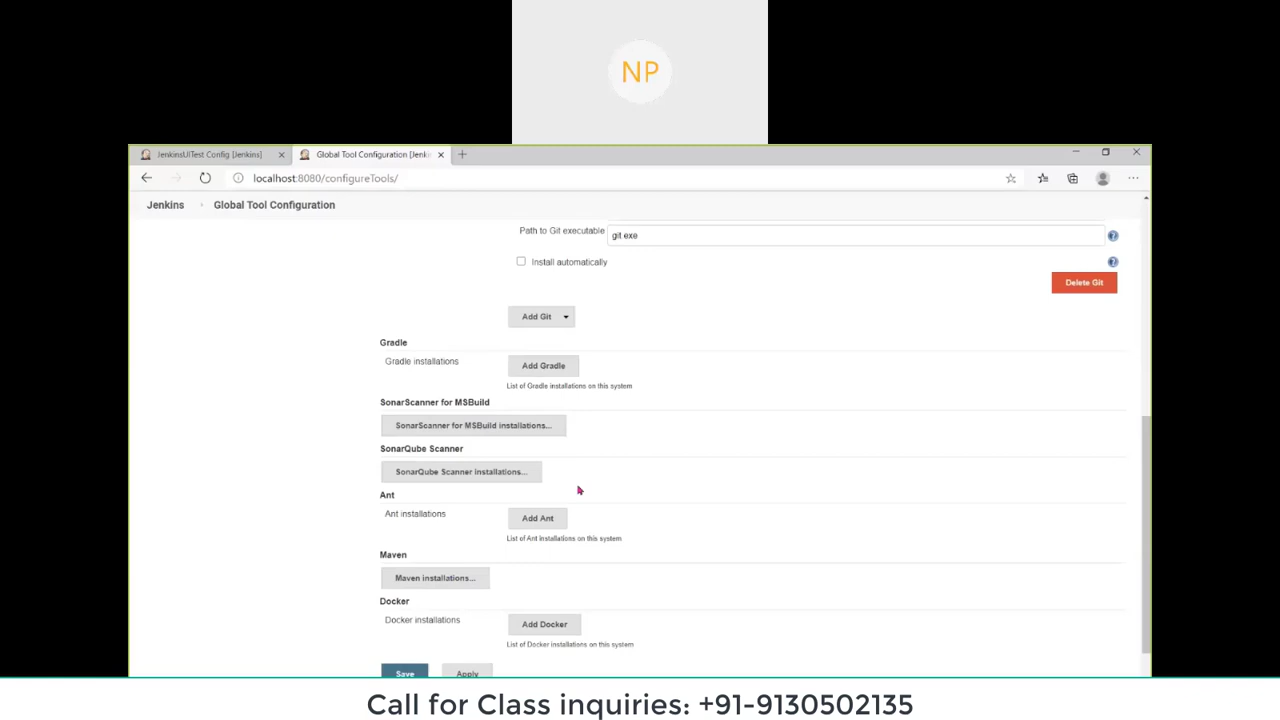 NP
JenkinsUITest Config [Jenkins]
Global Tool Configuration [Jenki
localhost:8080/configureTools/
Jenkins
Global Tool Configuration
Path to Git executable
git.exe
Install automatically
Delete Git
Add Git
Gradle
Gradle installations
Add Gradle
List of Gradle installations on this system
SonarScanner for MSBuild
SonarScanner for MSBuild installations...
SonarQube Scanner
SonarQube Scanner installations...
Ant
Ant installations
Add Ant
List of Ant installations on this system
Maven
Maven installations...
Docker
Docker installations
Add Docker
List of Docker installations on this system
Save
Apply
Call for Class inquiries: +91-9130502135